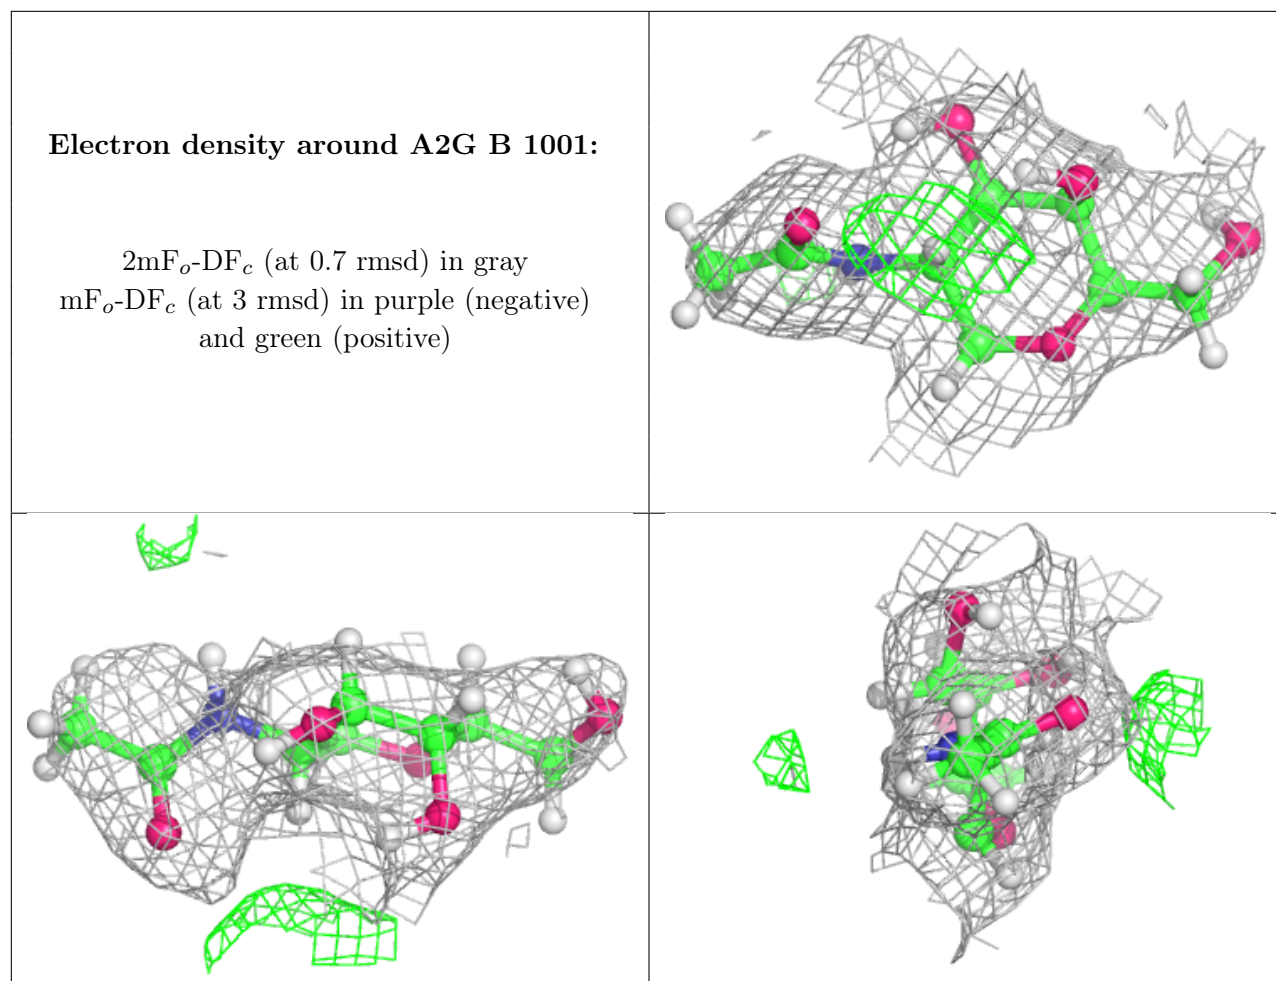 Electron density around A2G B 1001:
2mFₒ-DF𝒸 (at 0.7 rmsd) in gray
mFₒ-DF𝒸 (at 3 rmsd) in purple (negative)
and green (positive)